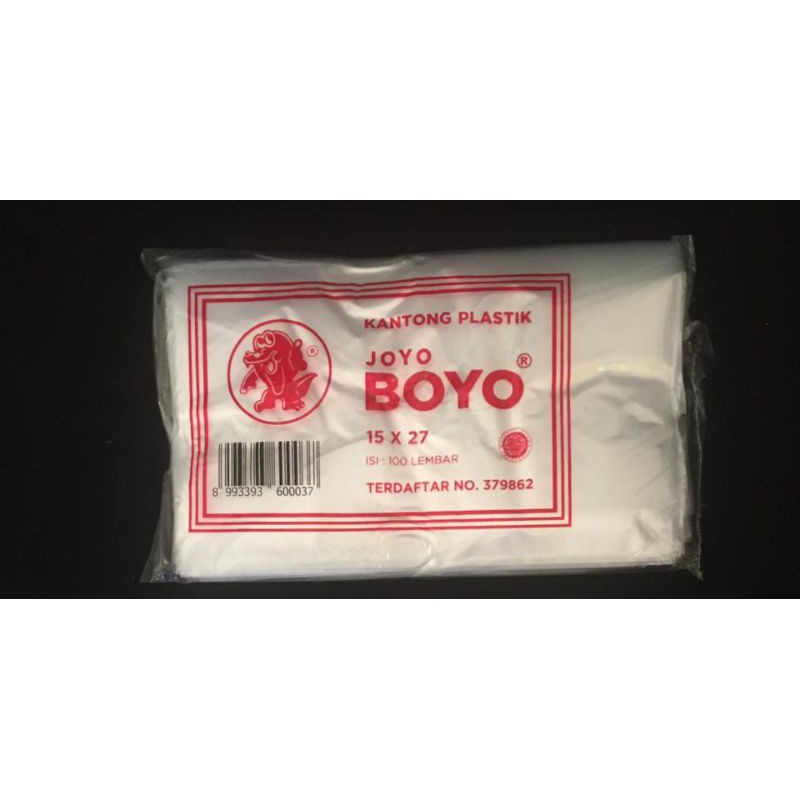 KANTONG PLASTIK
JOYO
BOYO®
15 X 27
ISI : 100 LEMBAR
TERDAFTAR NO. 379862
®
8 993393 600037